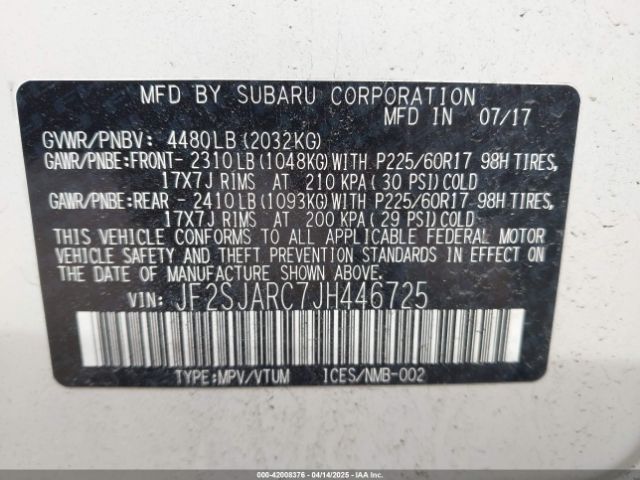 MFD BY SUBARU CORPORATION
MFD IN 07/17
GVWR/PNBV: 4480LB(2032KG)
GAWR/PNBE:FRONT- 2310LB(1048KG)WITH P225/60R17 98H TIRES,
17X7J RIMS AT 210 KPA(30 PSI)COLD
GAWR/PNBE:REAR - 2410LB(1093KG)WITH P225/60R17 98H TIRES,
17X7J RIMS AT 200 KPA(29 PSI)COLD
THIS VEHICLE CONFORMS TO ALL APPLICABLE FEDERAL MOTOR
VEHICLE SAFETY AND THEFT PREVENTION STANDARDS IN EFFECT
ON THE DATE OF MANUFACTURE SHOWN ABOVE.
VIN: JF2SJARC7JH446725
TYPE:MPV/VTUM ICES/NMB-002
000-42008376 04/14/2025 IAAI.COM